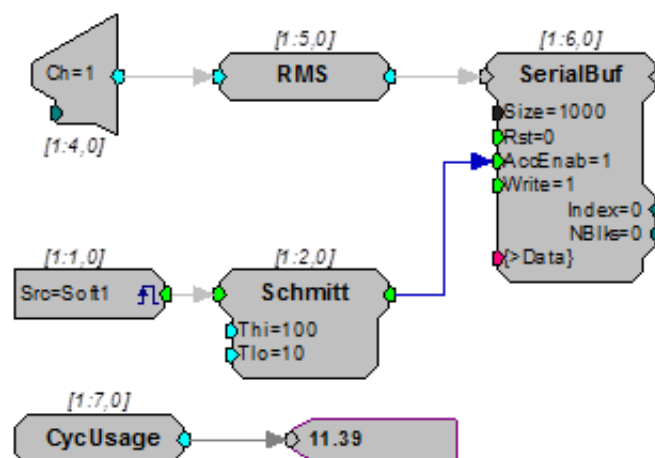 [1:5,0]
[1:6,0]
Ch=1
RMS
SerialBuf
Size=1000
[1:4,0]
Rst=0
AccEnab=1
Write=1
Index=0
NBlks=0
{>Data}
[1:1,0]
[1:2,0]
Src=Soft1
Schmitt
Thi=100
Tlo=10
[1:7,0]
CycUsage
11.39